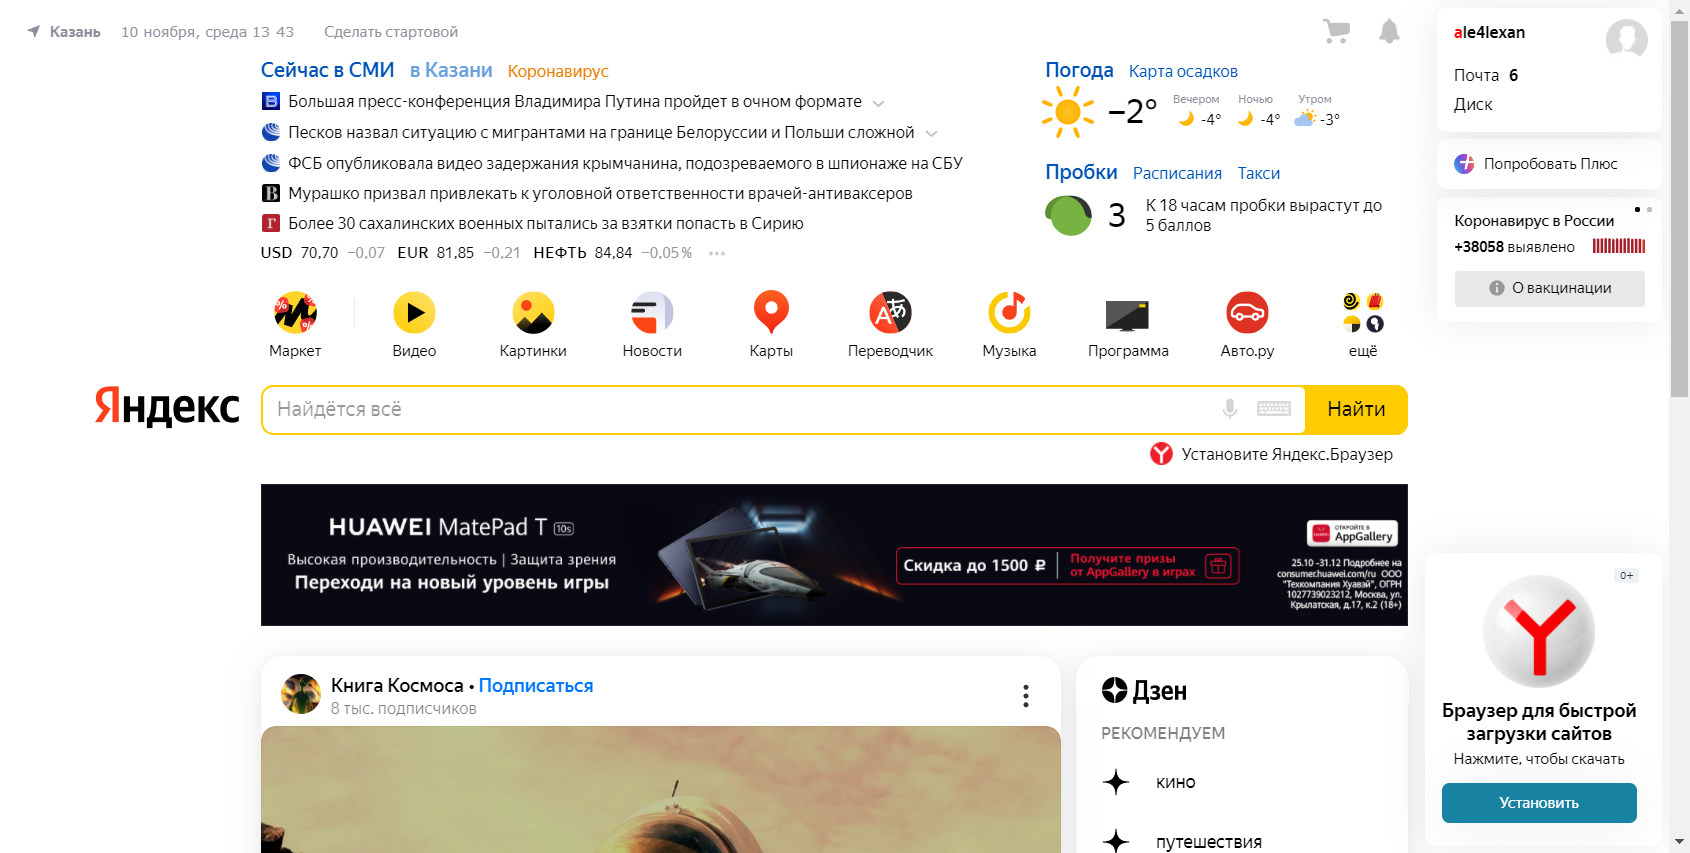 Казань 10 ноября, среда 13 43 Сделать стартовой
Сейчас в СМИ в Казани Коронавирус
Большая пресс-конференция Владимира Путина пройдет в очном формате
Песков назвал ситуацию с мигрантами на границе Белоруссии и Польши сложной
ФСБ опубликовала видео задержания крымчанина, подозреваемого в шпионаже на СБУ
Мурашко призвал привлекать к уголовной ответственности врачей-антиваксеров
Более 30 сахалинских военных пытались за взятки попасть в Сирию
USD 70,70 −0,07 EUR 81,85 −0,21 НЕФТЬ 84,84 −0,05%
Погода Карта осадков
−2° Вечером Ночью Утром
-4° -4° -3°
Пробки Расписания Такси
3 К 18 часам пробки вырастут до
5 баллов
ale4lexan
Почта 6
Диск
Попробовать Плюс
Коронавирус в России
+38058 выявлено
О вакцинации
Маркет Видео Картинки Новости Карты Переводчик Музыка Программа Авто.ру ещё
Яндекс Найдётся всё Найти
Установите Яндекс.Браузер
HUAWEI MatePad T 10s
Высокая производительность | Защита зрения
Переходи на новый уровень игры
Скидка до 1500 ₽
Получите призы
от AppGallery в играх
ОТКРОЙТЕ В
AppGallery
25.10 -31.12 Подробнее на
consumer.huawei.com/ru ООО
"Техкомпания Хуавэй", ОГРН
1027739023212, Москва, ул.
Крылатская, д.17, к.2 (18+)
Книга Космоса • Подписаться
8 тыс. подписчиков
Дзен
РЕКОМЕНДУЕМ
кино
путешествия
0+
Браузер для быстрой
загрузки сайтов
Нажмите, чтобы скачать
Установить